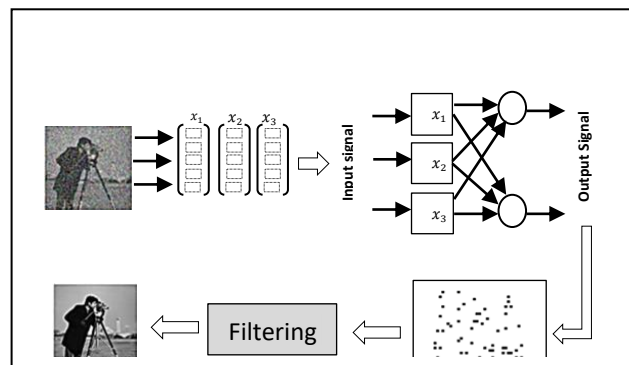 x₁ x₂ x₃
Input signal
x₁
x₂
x₃
Output Signal
Filtering